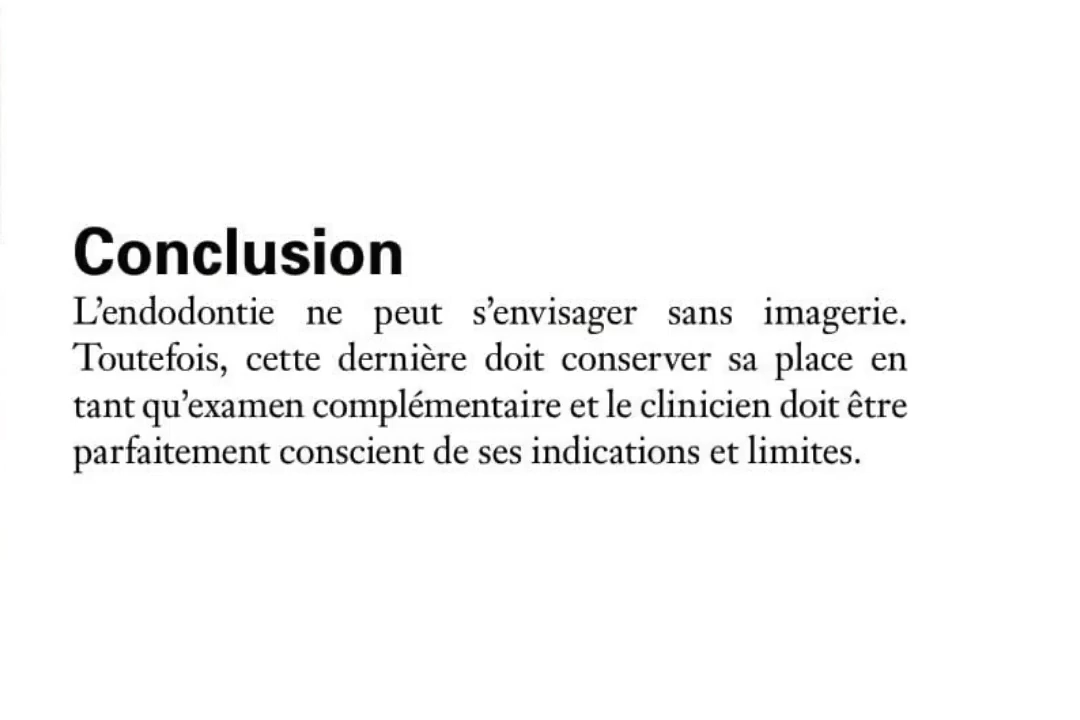 Conclusion
L’endodontie ne peut s’envisager sans imagerie.
Toutefois, cette dernière doit conserver sa place en
tant qu’examen complémentaire et le clinicien doit être
parfaitement conscient de ses indications et limites.